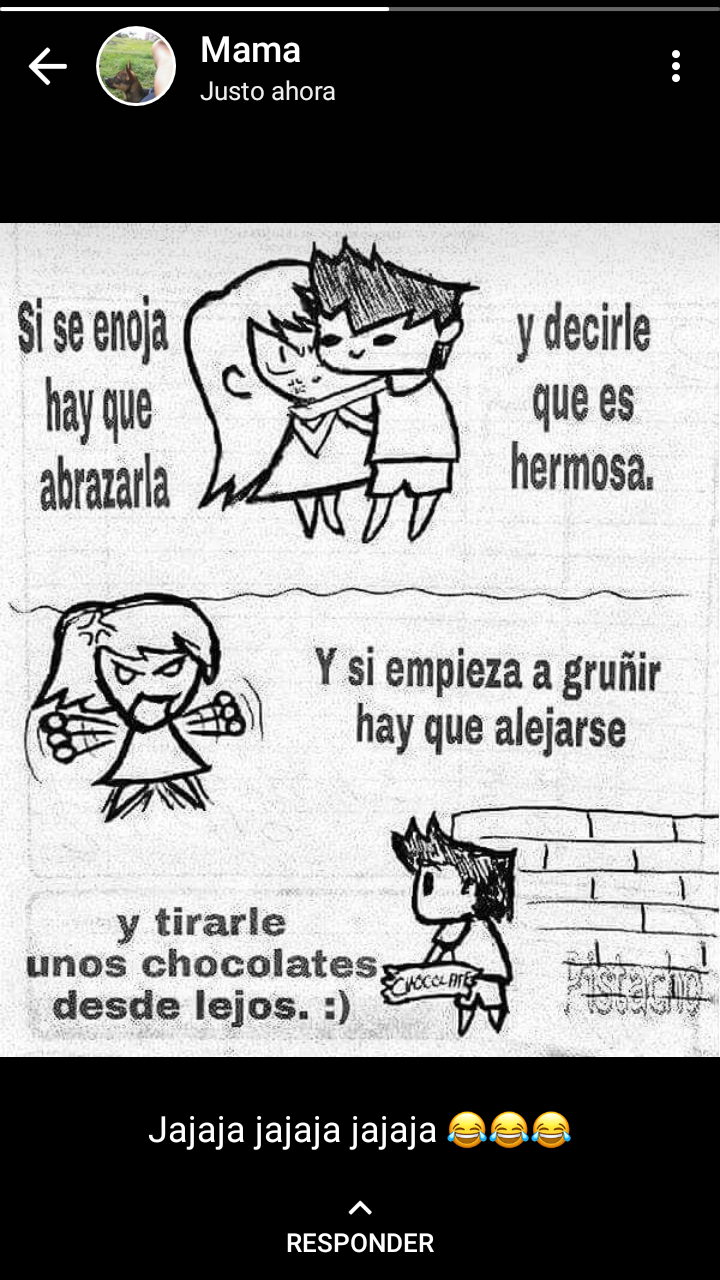 Mama
Justo ahora
Si se enoja
hay que
abrazarla
y decirle
que es
hermosa.
Y si empieza a gruñir
hay que alejarse
y tirarle
unos chocolates
desde lejos. :)
CHOCOLATE
Pistacho
Jajaja jajaja jajaja 😂😂😂
RESPONDER